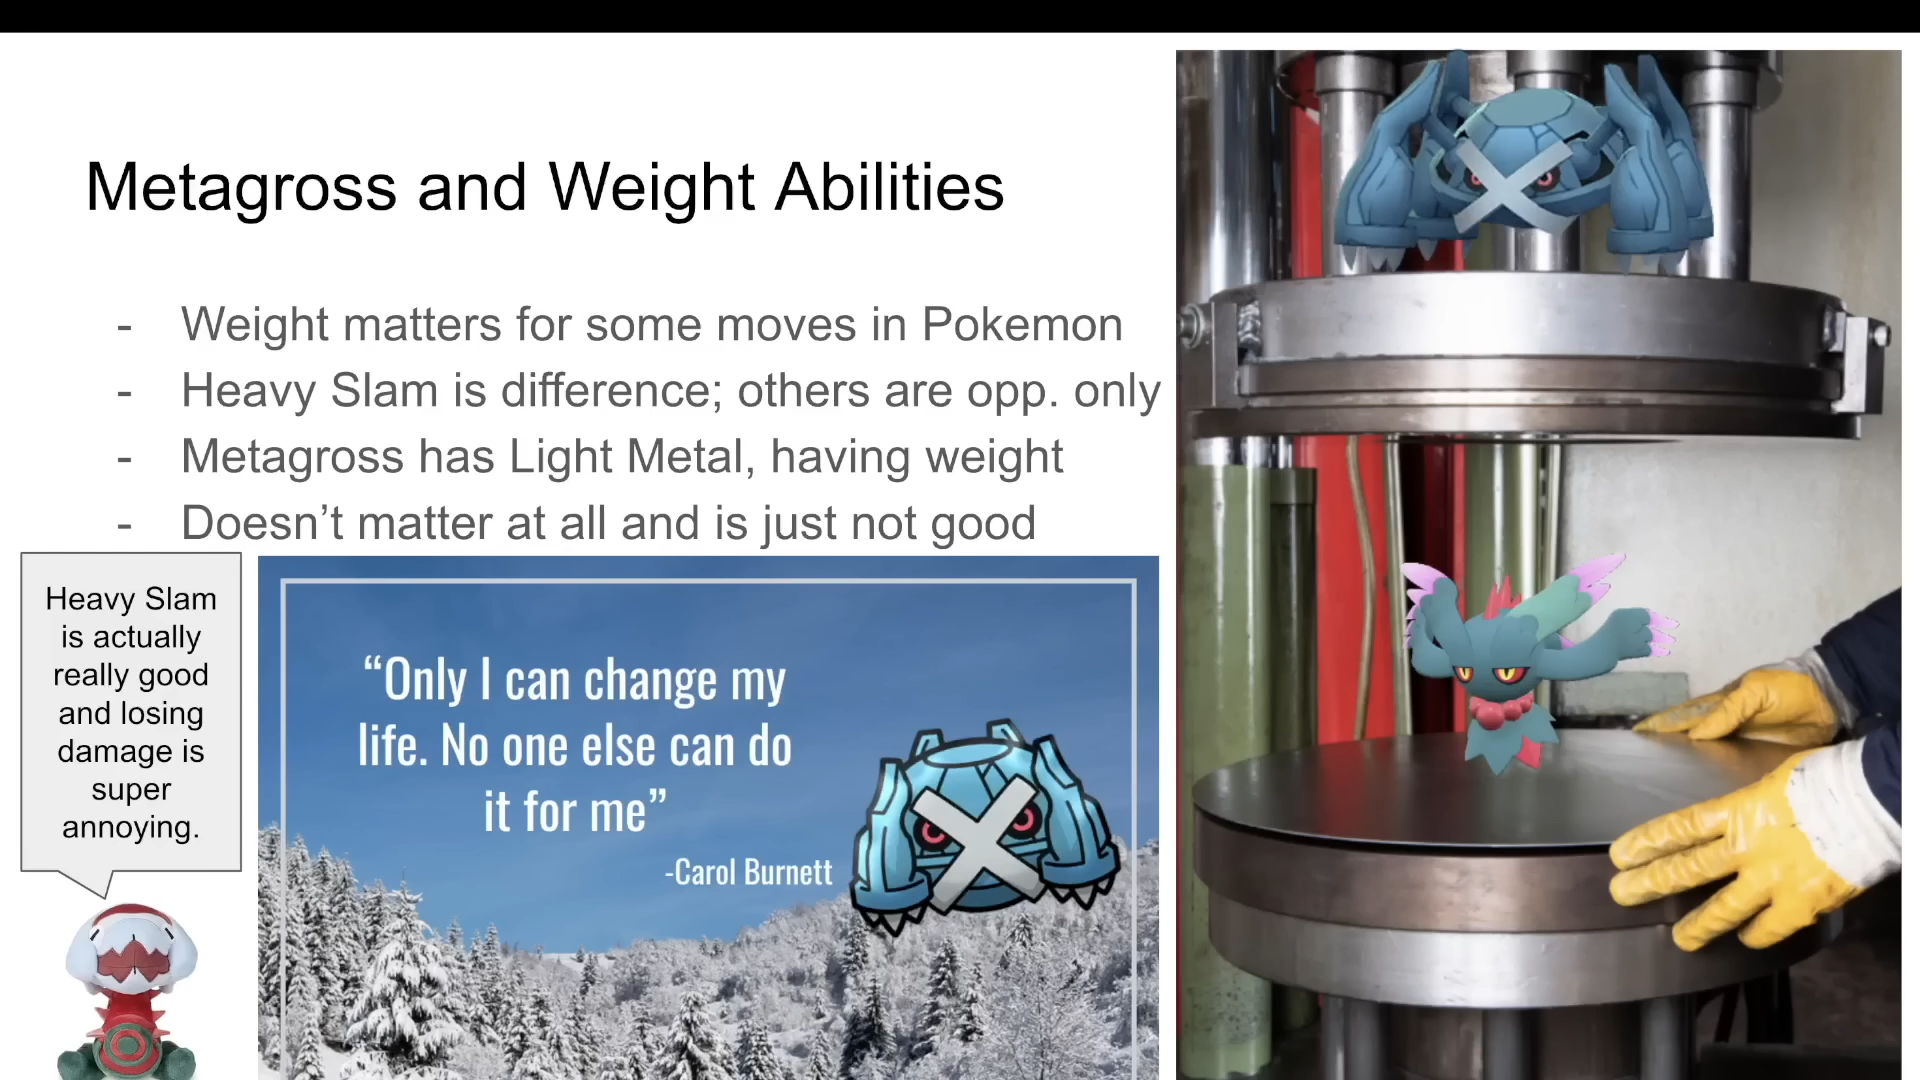 Metagross and Weight Abilities
- Weight matters for some moves in Pokemon
- Heavy Slam is difference; others are opp. only
- Metagross has Light Metal, having weight
- Doesn’t matter at all and is just not good
Heavy Slam
is actually
really good
and losing
damage is
super
annoying.
“Only I can change my
life. No one else can do
it for me”
-Carol Burnett